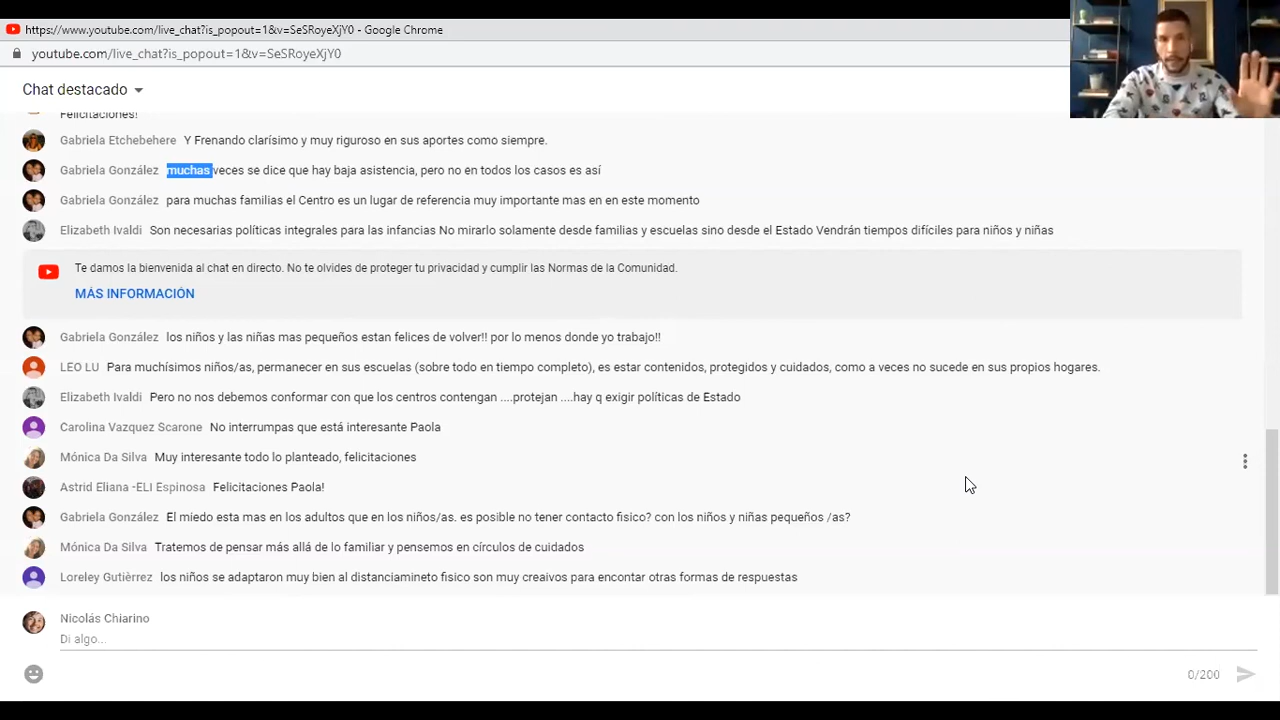 https://www.youtube.com/live_chat?is_popout=1&v=SeSRoyeXjY0 - Google Chrome
youtube.com/live_chat?is_popout=1&v=SeSRoyeXjY0
Chat destacado
Felicitaciones!
Gabriela Etchebehere Y Frenando clarísimo y muy riguroso en sus aportes como siempre.
Gabriela González muchas veces se dice que hay baja asistencia, pero no en todos los casos es así
Gabriela González para muchas familias el Centro es un lugar de referencia muy importante mas en en este momento
Elizabeth Ivaldi Son necesarias políticas integrales para las infancias No mirarlo solamente desde familias y escuelas sino desde el Estado Vendrán tiempos difíciles para niños y niñas
Te damos la bienvenida al chat en directo. No te olvides de proteger tu privacidad y cumplir las Normas de la Comunidad.
MÁS INFORMACIÓN
Gabriela González los niños y las niñas mas pequeños estan felices de volver!! por lo menos donde yo trabajo!!
LEO LU Para muchísimos niños/as, permanecer en sus escuelas (sobre todo en tiempo completo), es estar contenidos, protegidos y cuidados, como a veces no sucede en sus propios hogares.
Elizabeth Ivaldi Pero no nos debemos conformar con que los centros contengan ....protejan ....hay q exigir políticas de Estado
Carolina Vazquez Scarone No interrumpas que está interesante Paola
Mónica Da Silva Muy interesante todo lo planteado, felicitaciones
Astrid Eliana -ELI Espinosa Felicitaciones Paola!
Gabriela González El miedo esta mas en los adultos que en los niños/as. es posible no tener contacto fisico? con los niños y niñas pequeños /as?
Mónica Da Silva Tratemos de pensar más allá de lo familiar y pensemos en círculos de cuidados
Loreley Gutièrrez los niños se adaptaron muy bien al distanciamineto fisico son muy creaivos para encontar otras formas de respuestas
Nicolás Chiarino
Di algo...
0/200